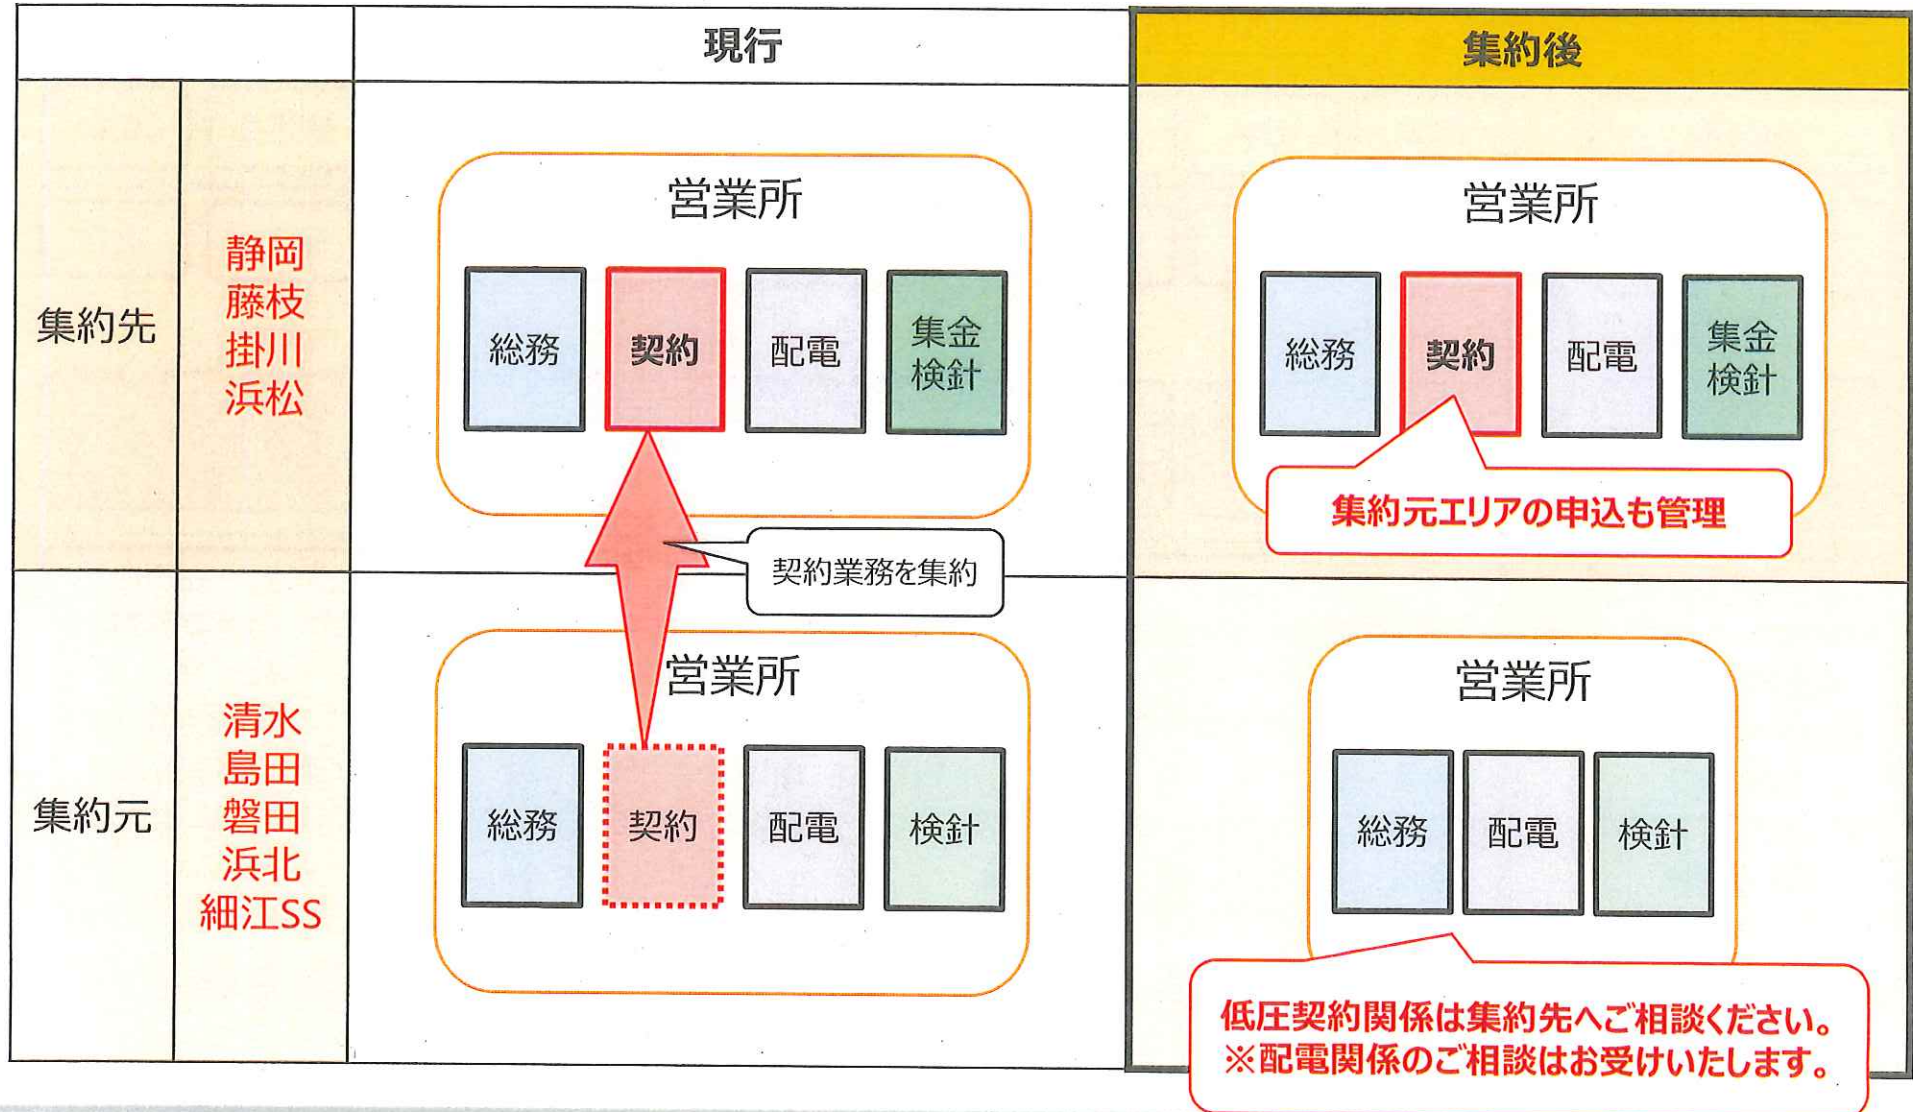 現行
集約後
集約先
静岡
藤枝
掛川
浜松
営業所
総務
契約
配電
集金
検針
営業所
総務
契約
配電
集金
検針
集約元エリアの申込も管理
契約業務を集約
集約元
清水
島田
磐田
浜北
細江SS
営業所
総務
契約
配電
検針
営業所
総務
配電
検針
低圧契約関係は集約先へご相談ください。
※配電関係のご相談はお受けいたします。